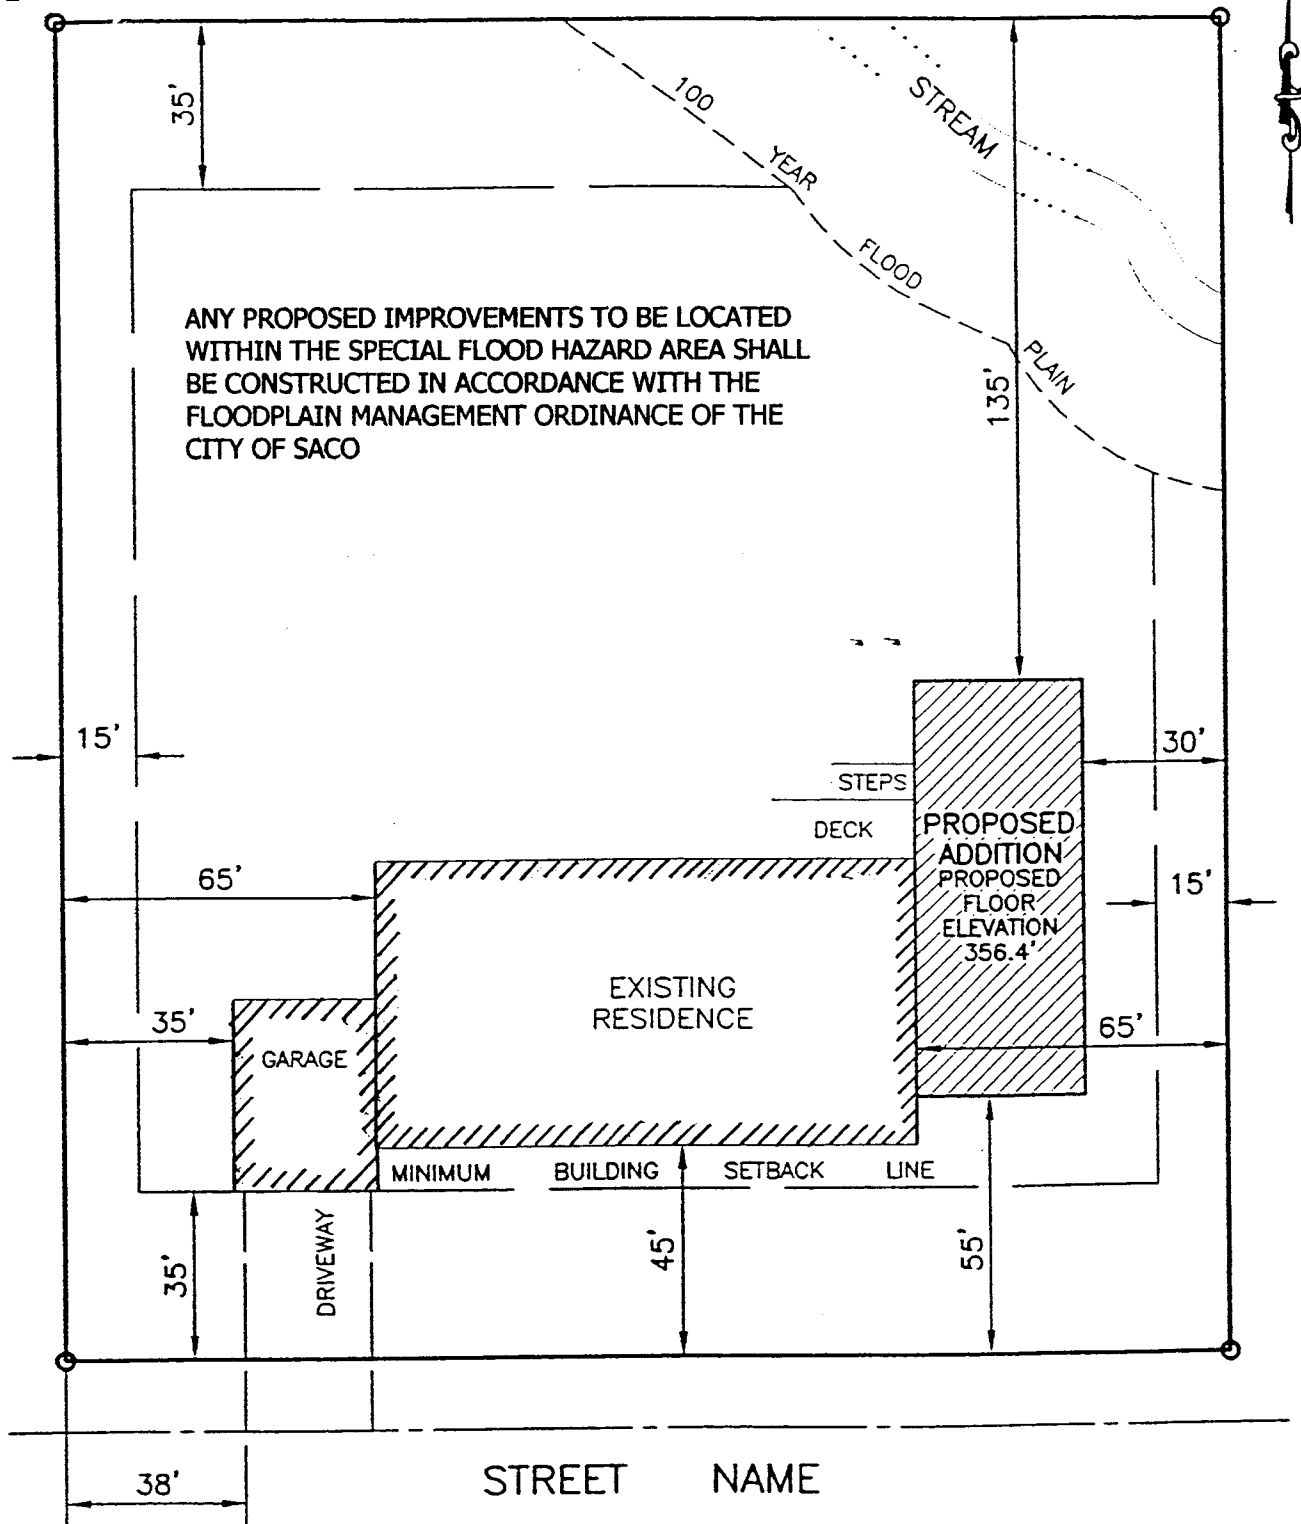 35'
100
YEAR
FLOOD
PLAIN
STREAM
135'
ANY PROPOSED IMPROVEMENTS TO BE LOCATED
WITHIN THE SPECIAL FLOOD HAZARD AREA SHALL
BE CONSTRUCTED IN ACCORDANCE WITH THE
FLOODPLAIN MANAGEMENT ORDINANCE OF THE
CITY OF SACO
15'
30'
STEPS
DECK
PROPOSED
ADDITION
PROPOSED
FLOOR
ELEVATION
356.4'
65'
15'
EXISTING
RESIDENCE
35'
GARAGE
65'
MINIMUM BUILDING SETBACK LINE
35'
DRIVEWAY
45'
55'
38'
STREET NAME